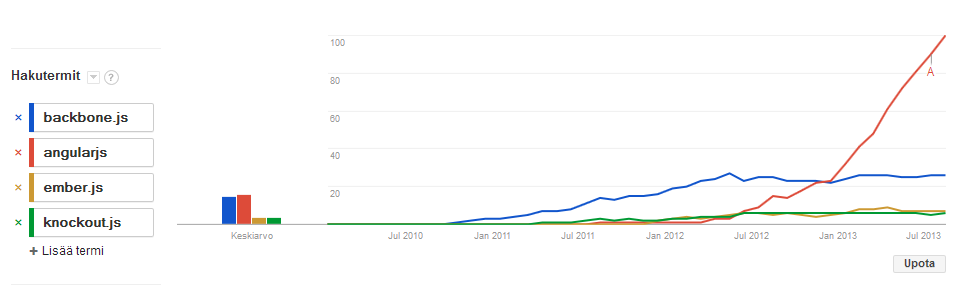 Hakutermit ?
× backbone.js
× angularjs
× ember.js
× knockout.js
+ Lisää termi
Keskiarvo
100
80
60
40
20
A
Jul 2010 Jan 2011 Jul 2011 Jan 2012 Jul 2012 Jan 2013 Jul 2013
Upota